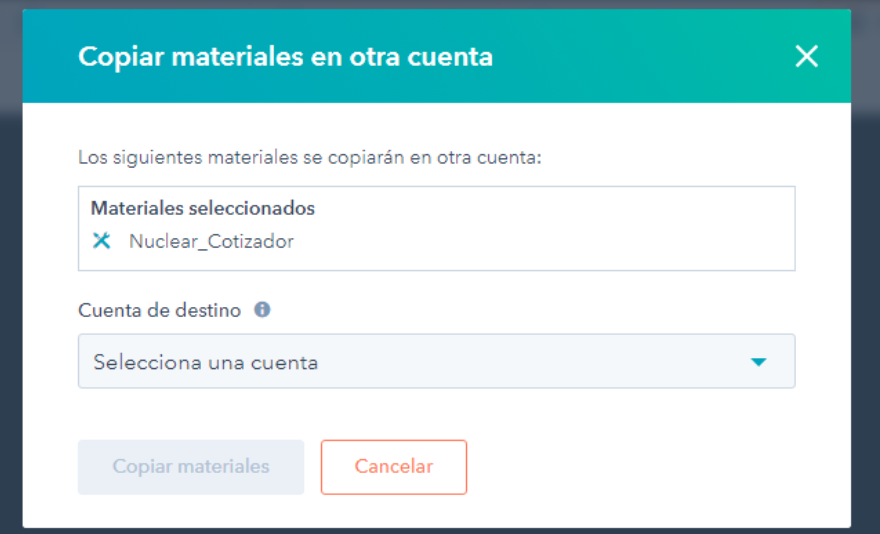 Copiar materiales en otra cuenta
Los siguientes materiales se copiarán en otra cuenta:
Materiales seleccionados
Nuclear_Cotizador
Cuenta de destino
Selecciona una cuenta
Copiar materiales
Cancelar